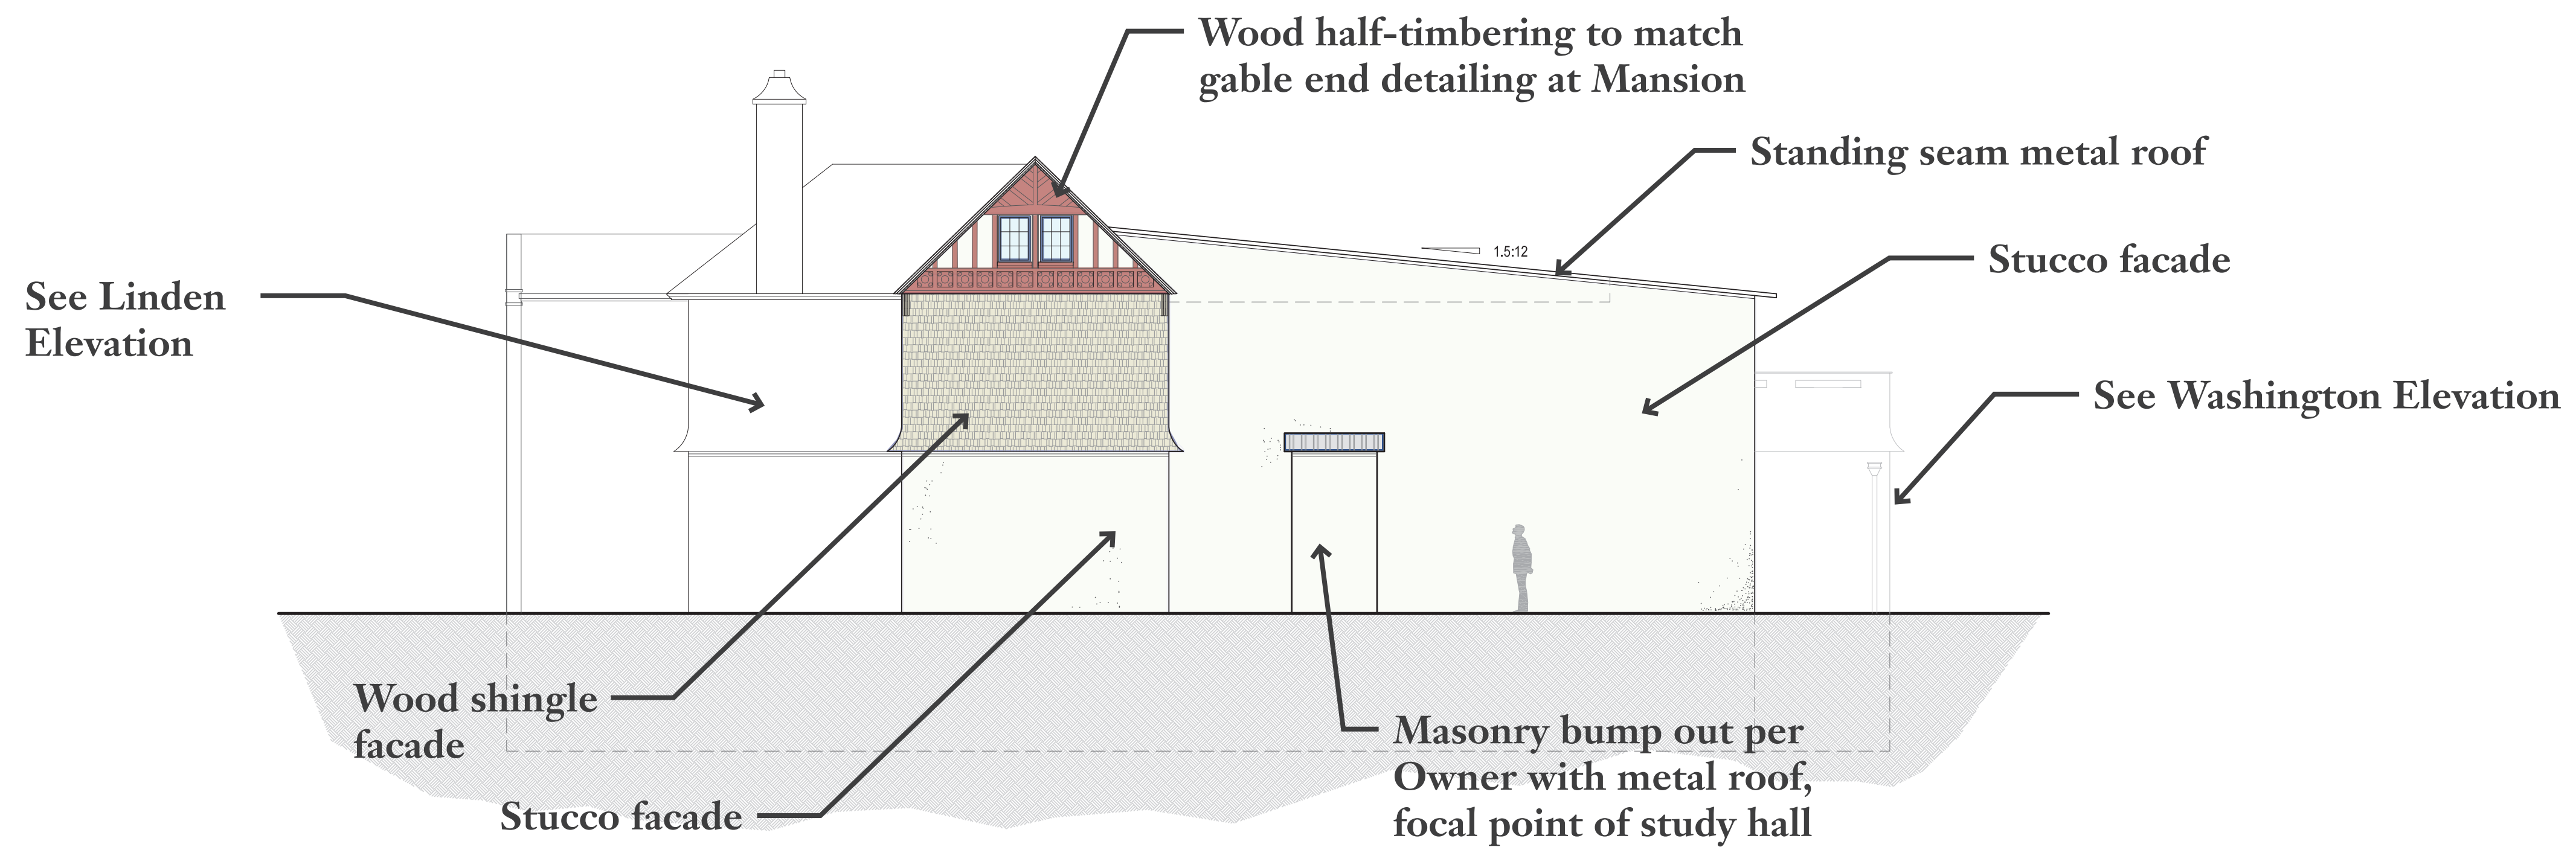 Wood half-timbering to match
gable end detailing at Mansion
Standing seam metal roof
1.5:12
Stucco facade
See Linden
Elevation
See Washington Elevation
Wood shingle
facade
Masonry bump out per
Owner with metal roof,
focal point of study hall
Stucco facade